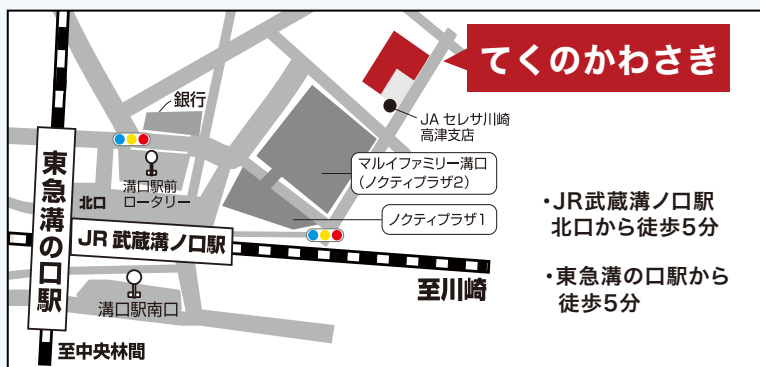 てくのかわさき
銀行
JA セレサ川崎
高津支店
マルイファミリー溝口
（ノクティプラザ2）
溝口駅前
ロータリー
北口
ノクティプラザ1
東急溝の口駅
JR 武蔵溝ノ口駅
至川崎
溝口駅南口
至中央林間
・JR武蔵溝ノ口駅
北口から徒歩5分
・東急溝の口駅から
徒歩5分